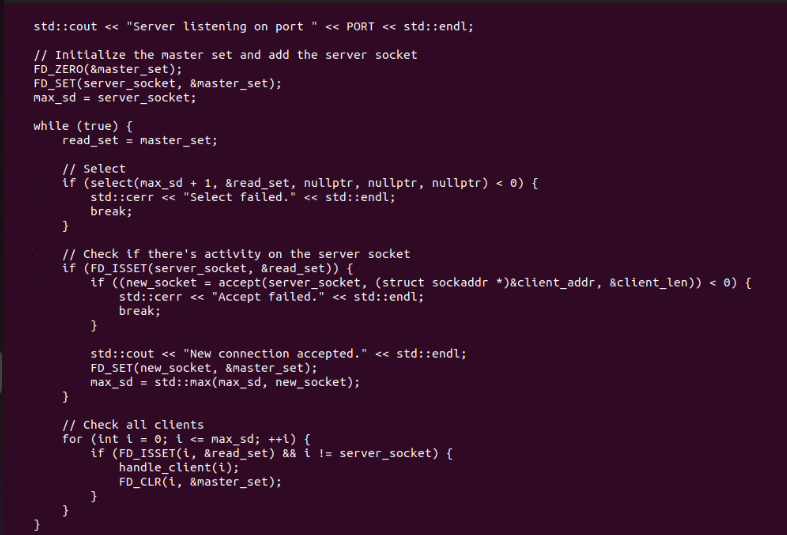 std::cout << "Server listening on port " << PORT << std::endl;
// Initialize the master set and add the server socket
FD_ZERO(&master_set);
FD_SET(server_socket, &master_set);
max_sd = server_socket;
while (true) {
read_set = master_set;
// Select
if (select(max_sd + 1, &read_set, nullptr, nullptr, nullptr) < 0) {
std::cerr << "Select failed." << std::endl;
break;
}
// Check if there's activity on the server socket
if (FD_ISSET(server_socket, &read_set)) {
if ((new_socket = accept(server_socket, (struct sockaddr *)&client_addr, &client_len)) < 0) {
std::cerr << "Accept failed." << std::endl;
break;
}
std::cout << "New connection accepted." << std::endl;
FD_SET(new_socket, &master_set);
max_sd = std::max(max_sd, new_socket);
}
// Check all clients
for (int i = 0; i <= max_sd; ++i) {
if (FD_ISSET(i, &read_set) && i != server_socket) {
handle_client(i);
FD_CLR(i, &master_set);
}
}
}